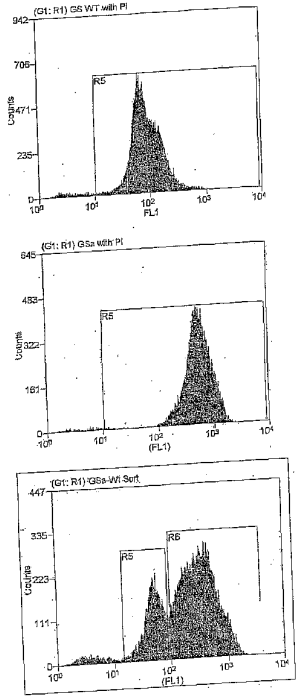 (G1: R1) GS WT with PI
942
706
471
235
0
Counts
R5
10⁰ 10¹ 10² 10³ 10⁴
FL1
(G1: R1) GSa with PI
645
483
322
161
0
Counts
R5
10⁰ 10¹ 10² 10³ 10⁴
(FL1)
(G1: R1) GSa-Wt Sort
447
335
223
111
0
Counts
R5 R6
10⁰ 10¹ 10² 10³ 10⁴
(FL1)